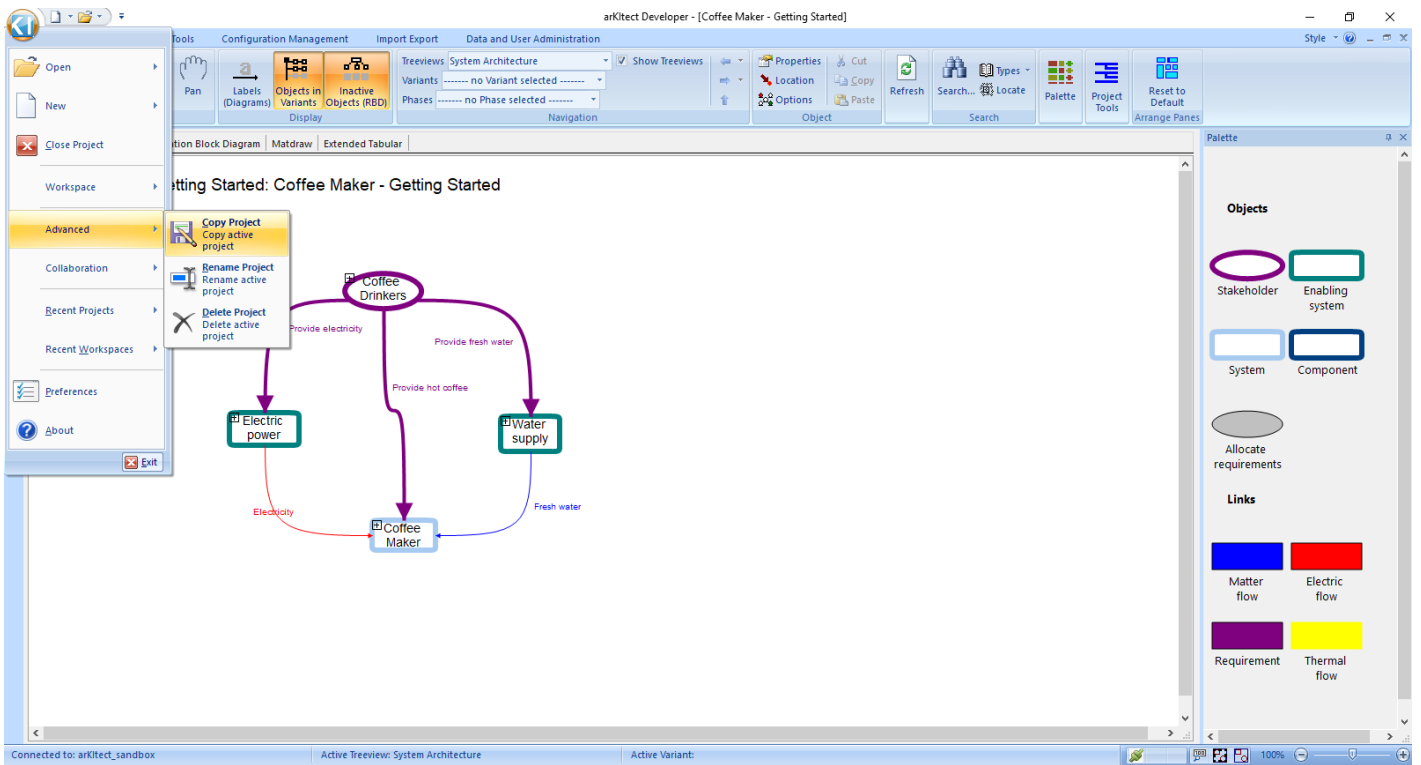 arKItect Developer - [Coffee Maker - Getting Started]
KI
Tools Configuration Management Import Export Data and User Administration
Style
Open
New
Close Project
Workspace
Advanced
Collaboration
Recent Projects
Recent Workspaces
Preferences
About
Exit
Copy Project
Copy active
project
Rename Project
Rename active
project
Delete Project
Delete active
project
Pan
a
Labels
(Diagrams)
Objects in
Variants
Inactive
Objects (RBD)
Display
Treeviews System Architecture
Show Treeviews
Variants ------- no Variant selected -------
Phases ------- no Phase selected -------
Navigation
Properties
Location
Options
Cut
Copy
Paste
Object
Refresh
Search...
Types
Locate
Search
Palette
Project
Tools
Reset to
Default
Arrange Panes
Block Diagram Matdraw Extended Tabular
Started: Coffee Maker - Getting Started
Coffee
Drinkers
Provide electricity
Provide fresh water
Provide hot coffee
Electric
power
Water
supply
Electricity
Fresh water
Coffee
Maker
Palette
Objects
Stakeholder
Enabling
system
System
Component
Allocate
requirements
Links
Matter
flow
Electric
flow
Requirement
Thermal
flow
Connected to: arKItect_sandbox
Active Treeview: System Architecture
Active Variant:
100%